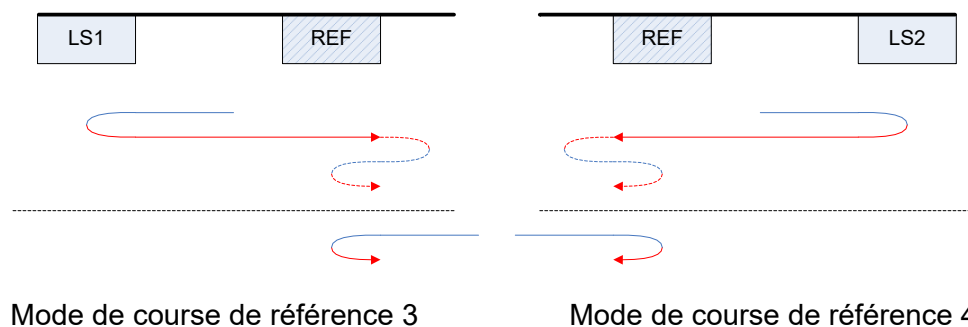 LS1 REF REF LS2
Mode de course de référence 3 Mode de course de référence 4